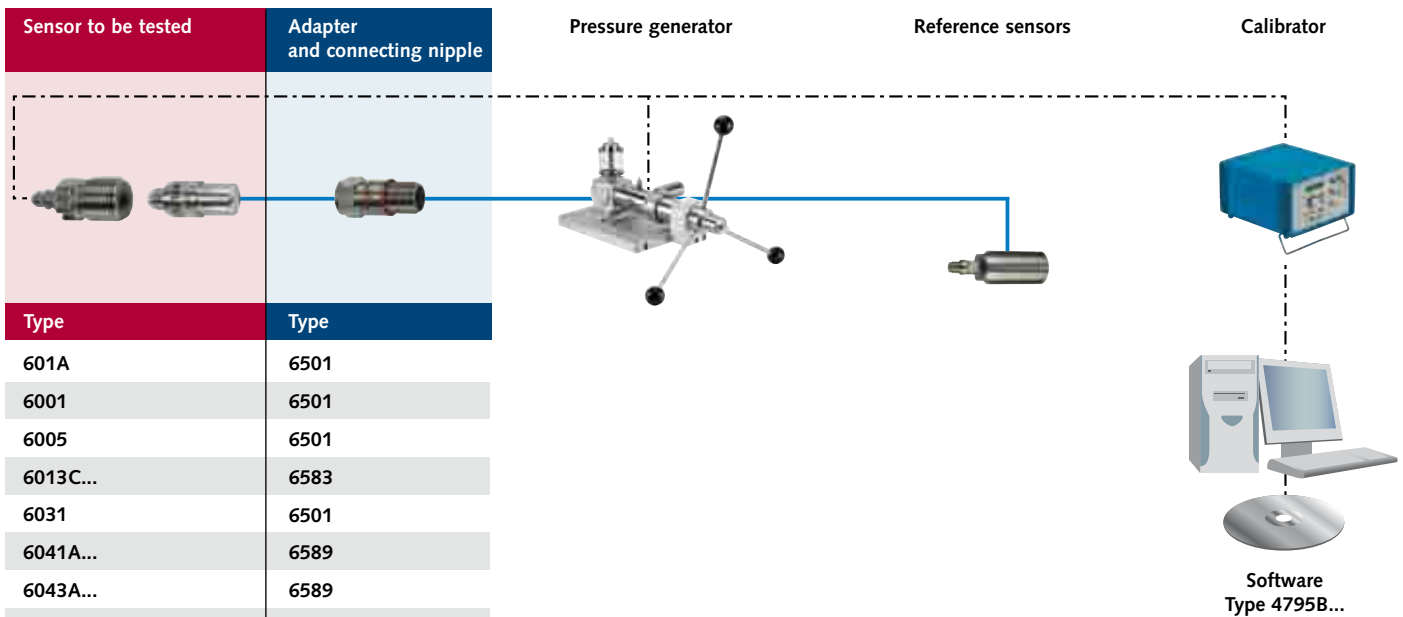 Sensor to be tested
Adapter
and connecting nipple
Pressure generator
Reference sensors
Calibrator
Type
Type
601A
6501
6001
6501
6005
6501
6013C...
6583
6031
6501
6041A...
6589
6043A...
6589
Software
Type 4795B...